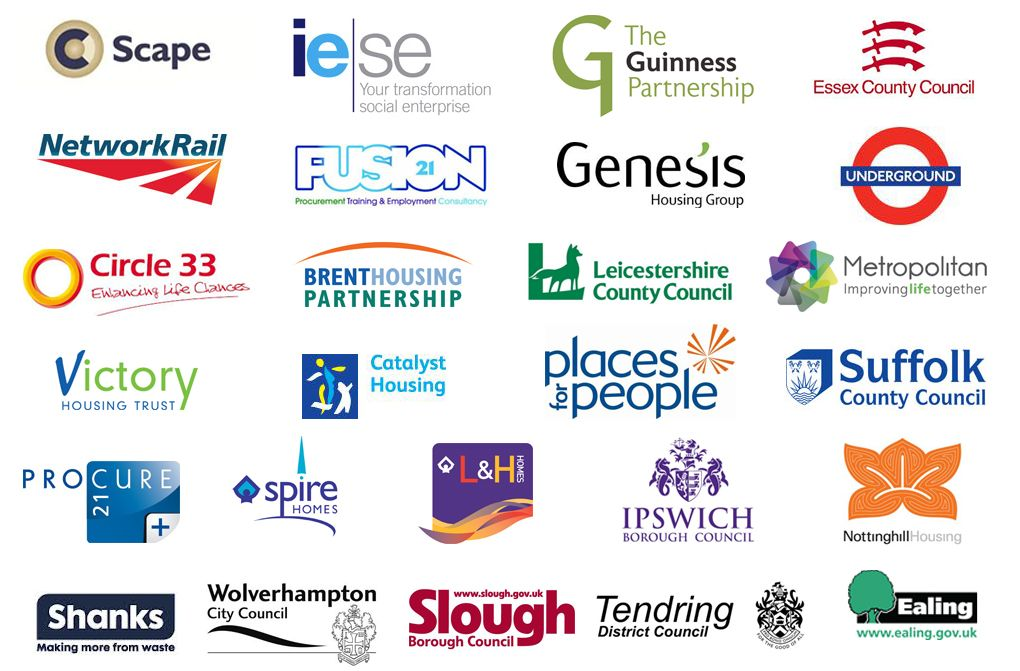 Scape
ie|se
Your transformation
social enterprise
The
Guinness
Partnership
Essex County Council
NetworkRail
FUSION
21
Procurement Training & Employment Consultancy
Genesis
Housing Group
UNDERGROUND
Circle 33
Enhancing Life Chances
BRENTHOUSING
PARTNERSHIP
Leicestershire
County Council
Metropolitan
Improvinglifetogether
Victory
HOUSING TRUST
Catalyst
Housing
places
for people
Suffolk
County Council
PROCURE
21
+
spire
HOMES
L&H
HOMES
IPSWICH
BOROUGH COUNCIL
NottinghillHousing
Shanks
Making more from waste
Wolverhampton
City Council
www.slough.gov.uk
Slough
Borough Council
Tendring
District Council
Ealing
www.ealing.gov.uk